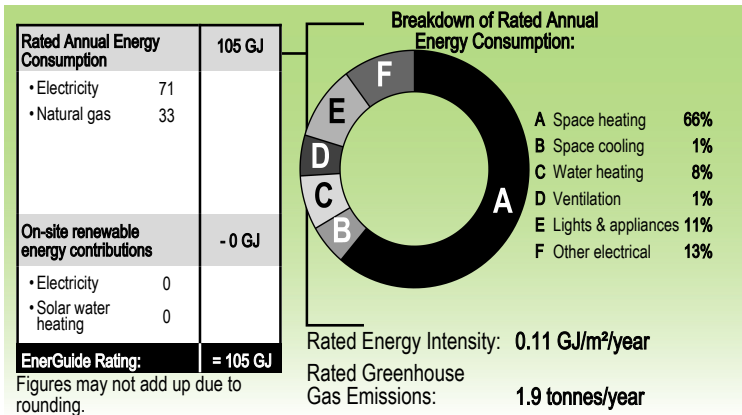 Rated Annual Energy
Consumption
105 GJ
• Electricity 71
• Natural gas 33
On-site renewable
energy contributions
- 0 GJ
• Electricity 0
• Solar water
heating
0
EnerGuide Rating: = 105 GJ
Figures may not add up due to
rounding.
Breakdown of Rated Annual
Energy Consumption:
A
B
C
D
E
F
A Space heating 66%
B Space cooling 1%
C Water heating 8%
D Ventilation 1%
E Lights & appliances 11%
F Other electrical 13%
Rated Energy Intensity: 0.11 GJ/m²/year
Rated Greenhouse
Gas Emissions: 1.9 tonnes/year